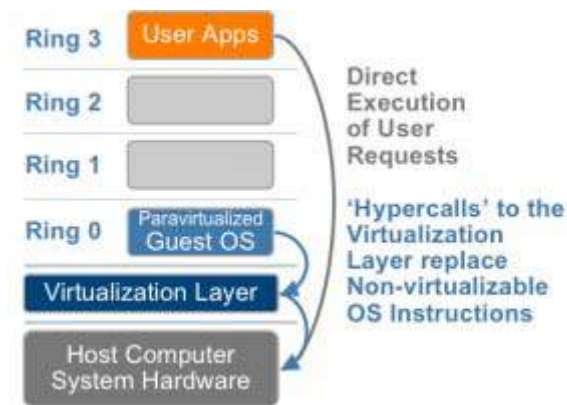 Ring 3
User Apps
Ring 2
Ring 1
Ring 0
Paravirtualized
Guest OS
Virtualization Layer
Host Computer
System Hardware
Direct
Execution
of User
Requests
‘Hypercalls’ to the
Virtualization
Layer replace
Non-virtualizable
OS Instructions